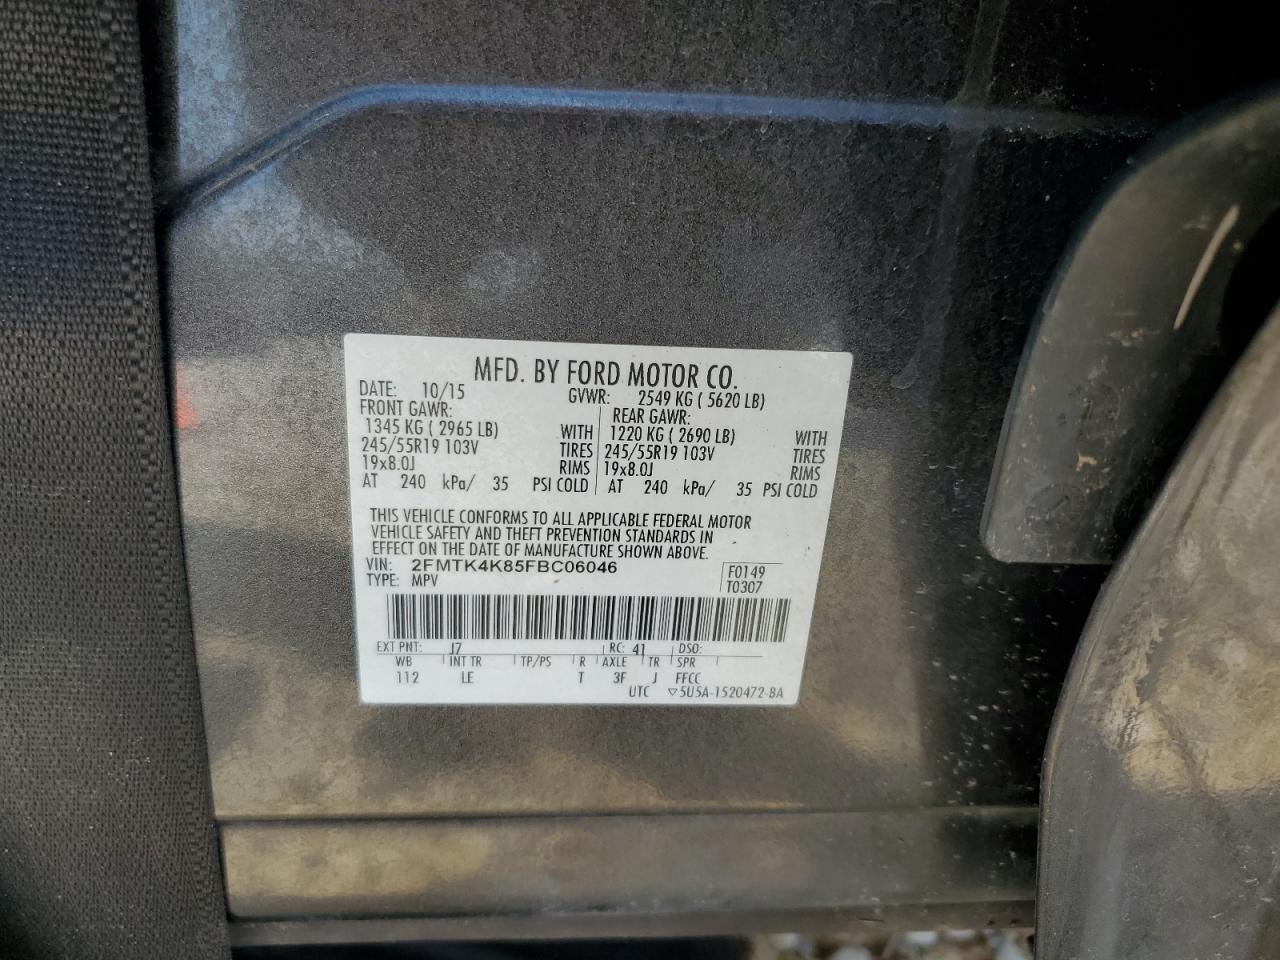 MFD. BY FORD MOTOR CO.
DATE: 10/15 GVWR: 2549 KG ( 5620 LB)
FRONT GAWR: REAR GAWR:
1345 KG ( 2965 LB) WITH 1220 KG ( 2690 LB) WITH
245/55R19 103V TIRES 245/55R19 103V TIRES
19x8.0J RIMS 19x8.0J RIMS
AT 240 kPa/ 35 PSI COLD AT 240 kPa/ 35 PSI COLD
THIS VEHICLE CONFORMS TO ALL APPLICABLE FEDERAL MOTOR
VEHICLE SAFETY AND THEFT PREVENTION STANDARDS IN
EFFECT ON THE DATE OF MANUFACTURE SHOWN ABOVE.
VIN: 2FMTK4K85FBC06046 F0149
TYPE: MPV T0307
EXT PNT: J7 RC: 41 DSO:
WB INT TR TP/PS R AXLE TR SPR
112 LE T 3F J FFCC
UTC ▽5U5A-1520472-BA